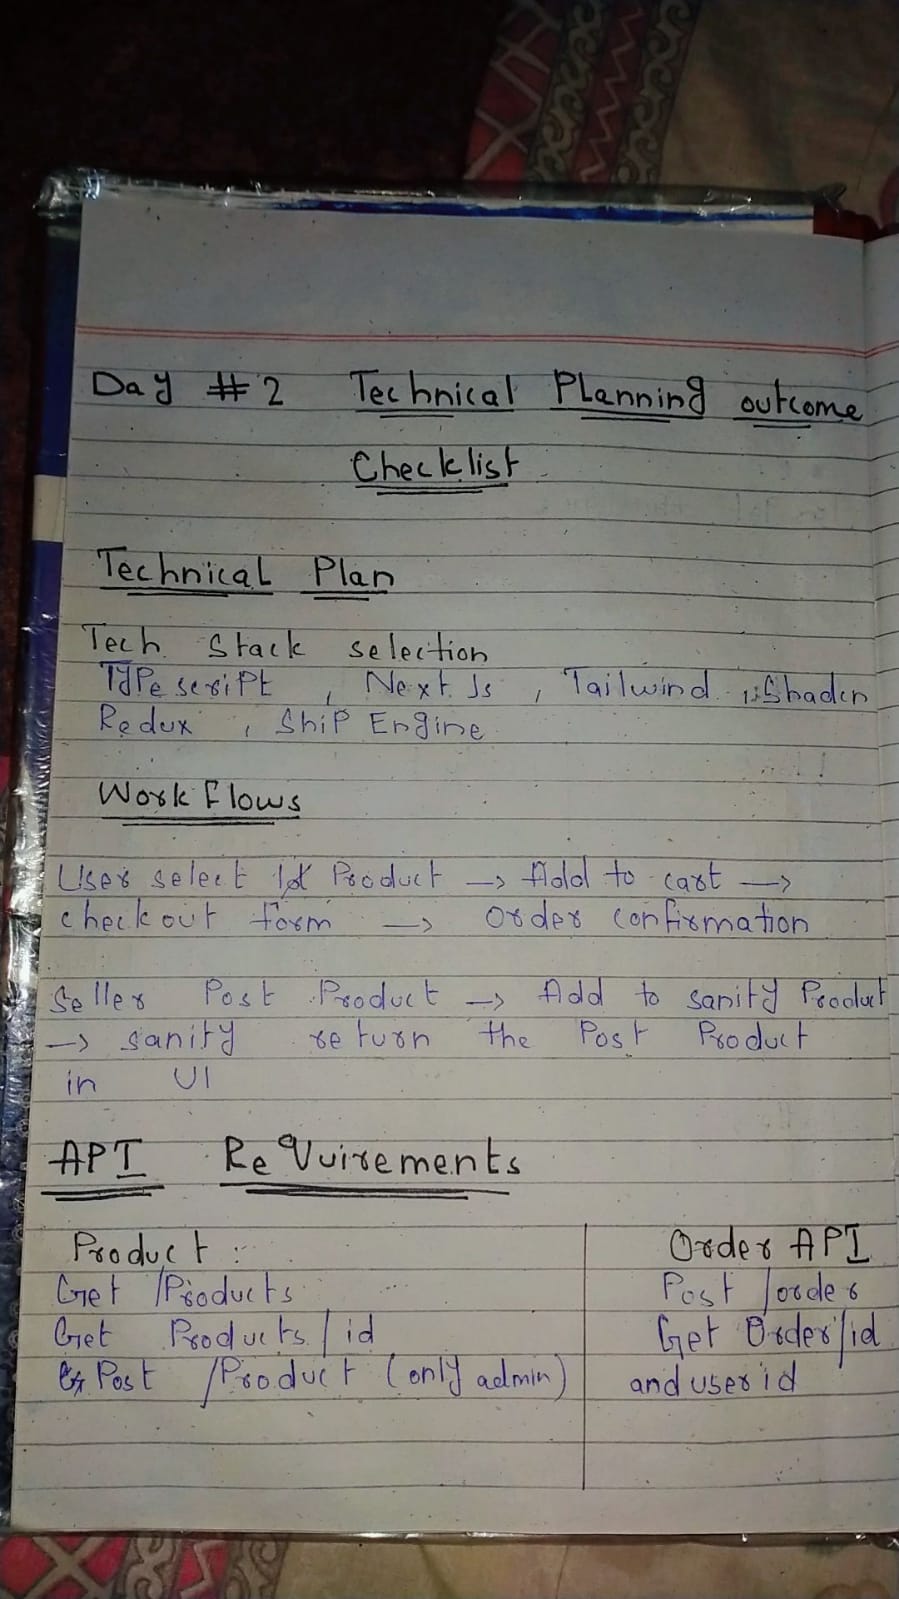 Day #2 Technical Planning outcome
Checklist
Technical Plan
Tech Stack selection
Typescript, Next Js, Tailwind, Shadcn
Redux, Ship Engine
Work flows
User select Product → Add to cart →
checkout form → Order confirmation
Seller Post Product → Add to sanity Product
→ sanity return the Post Product
in UI
API Requirements
Product:
Get /Products
Get Products/id
Post /Product (only admin)
Order API
Post /order
Get Order/id
and user id